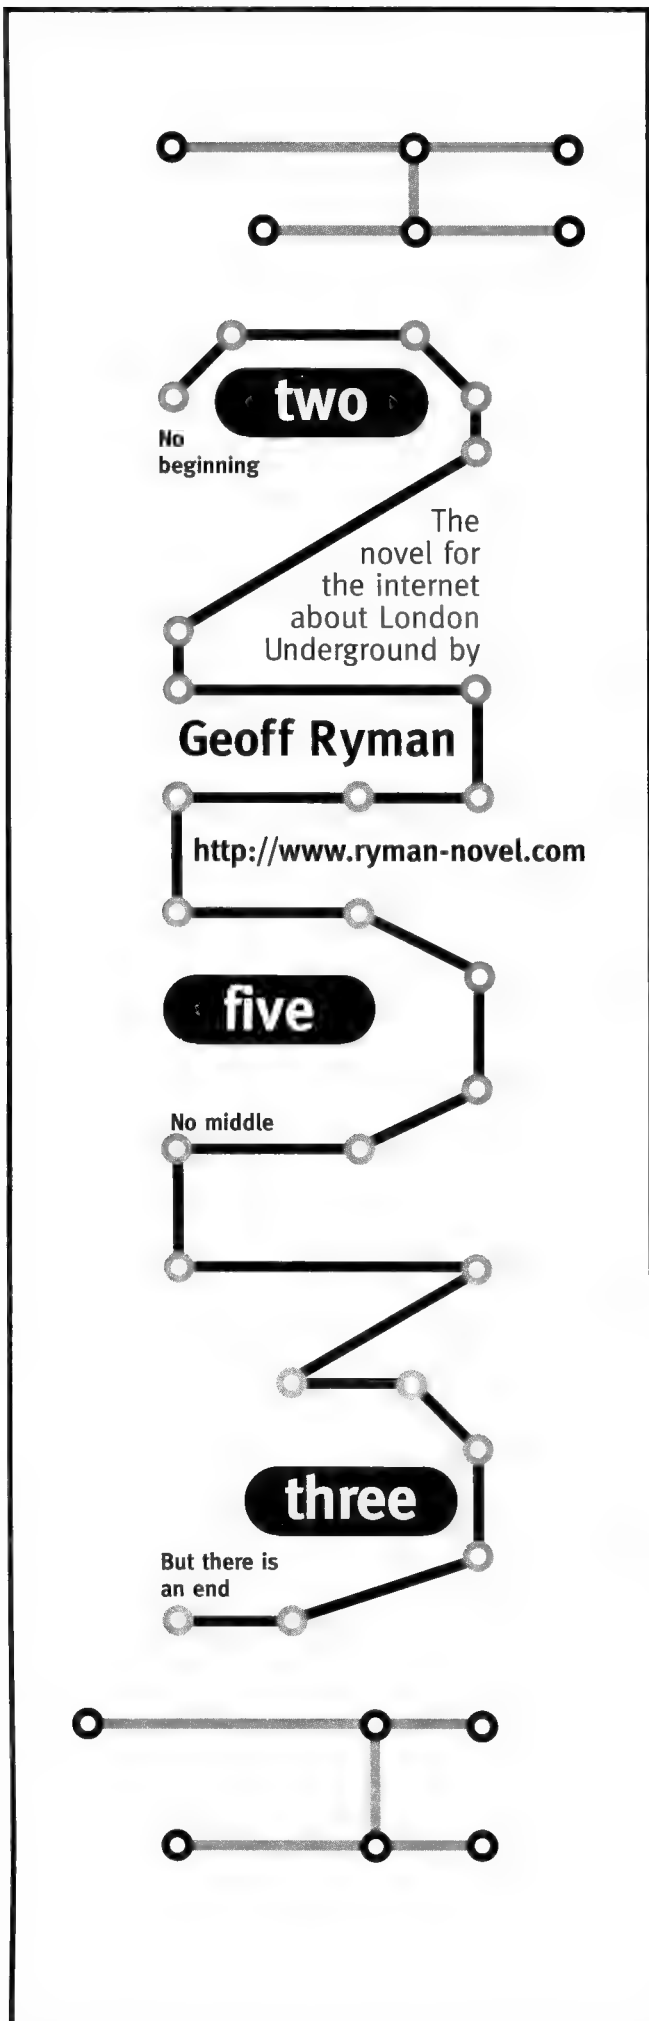 two
No
beginning
The
novel for
the internet
about London
Underground by
Geoff Ryman
http://www.ryman-novel.com
five
No middle
three
But there is
an end